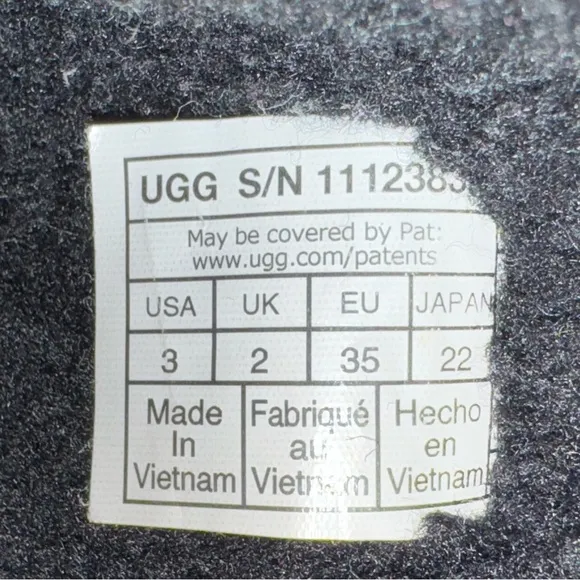 UGG S/N 111238
May be covered by Pat:
www.ugg.com/patents
USA UK EU JAPAN
3 2 35 22
Made Fabriqué Hecho
In au en
Vietnam Vietnam Vietnam